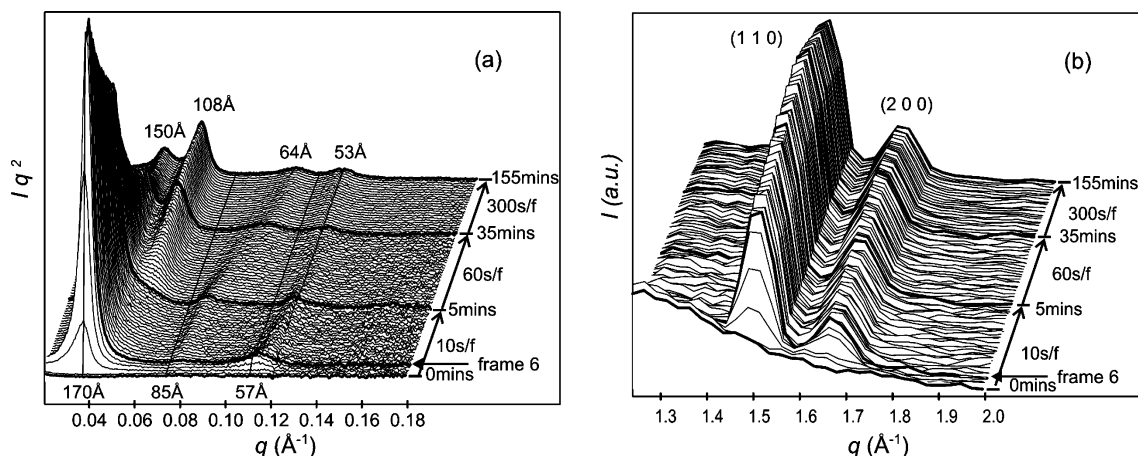 (a)
I q²
150Å
108Å
64Å
53Å
155mins
300s/f
35mins
60s/f
5mins
10s/f
frame 6
0mins
170Å
85Å
57Å
0.04 0.06 0.08 0.10 0.12 0.14 0.16 0.18
q (Å⁻¹)
(b)
I (a.u.)
(1 1 0)
(2 0 0)
155mins
300s/f
35mins
60s/f
5mins
10s/f
frame 6
0mins
1.3 1.4 1.5 1.6 1.7 1.8 1.9 2.0
q (Å⁻¹)